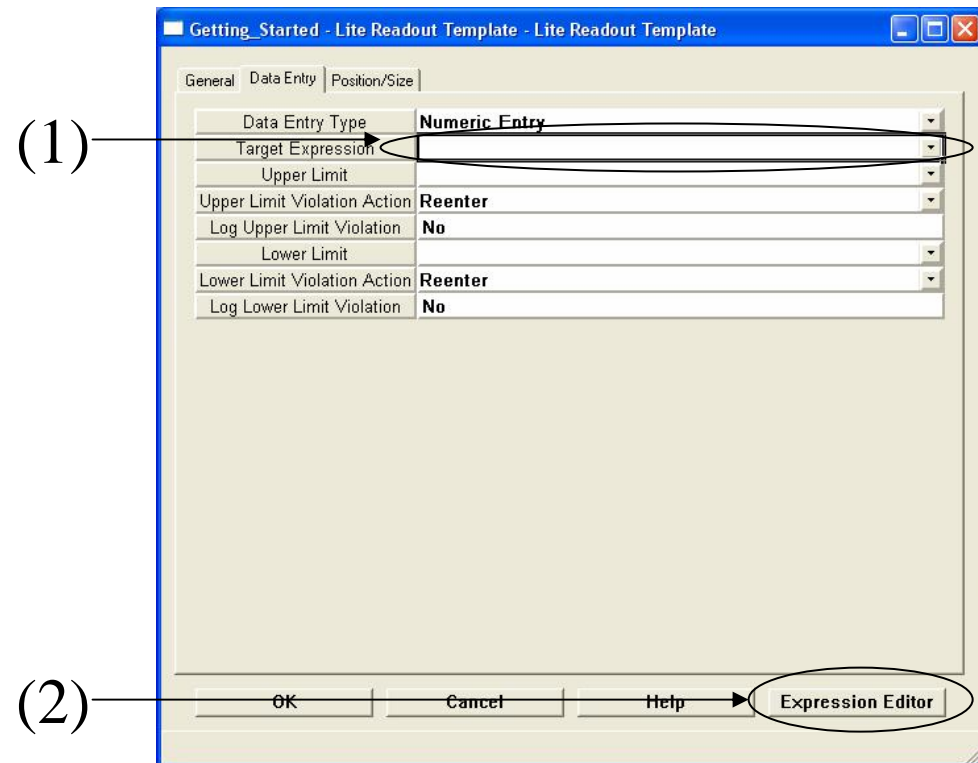 Getting_Started - Lite Readout Template - Lite Readout Template
General Data Entry Position/Size
(1)
Data Entry Type Numeric Entry
Target Expression
Upper Limit
Upper Limit Violation Action Reenter
Log Upper Limit Violation No
Lower Limit
Lower Limit Violation Action Reenter
Log Lower Limit Violation No
(2)
OK Cancel Help Expression Editor